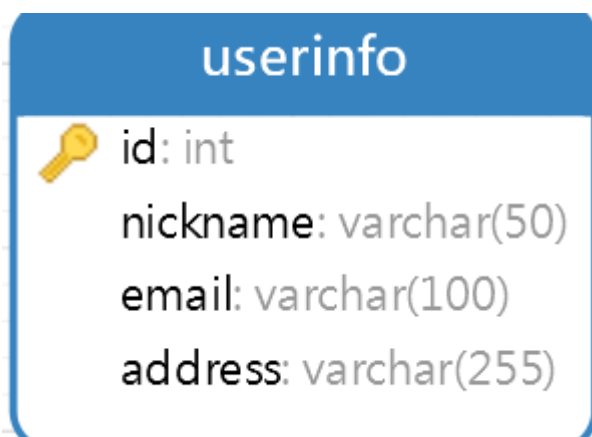 userinfo
id: int
nickname: varchar(50)
email: varchar(100)
address: varchar(255)